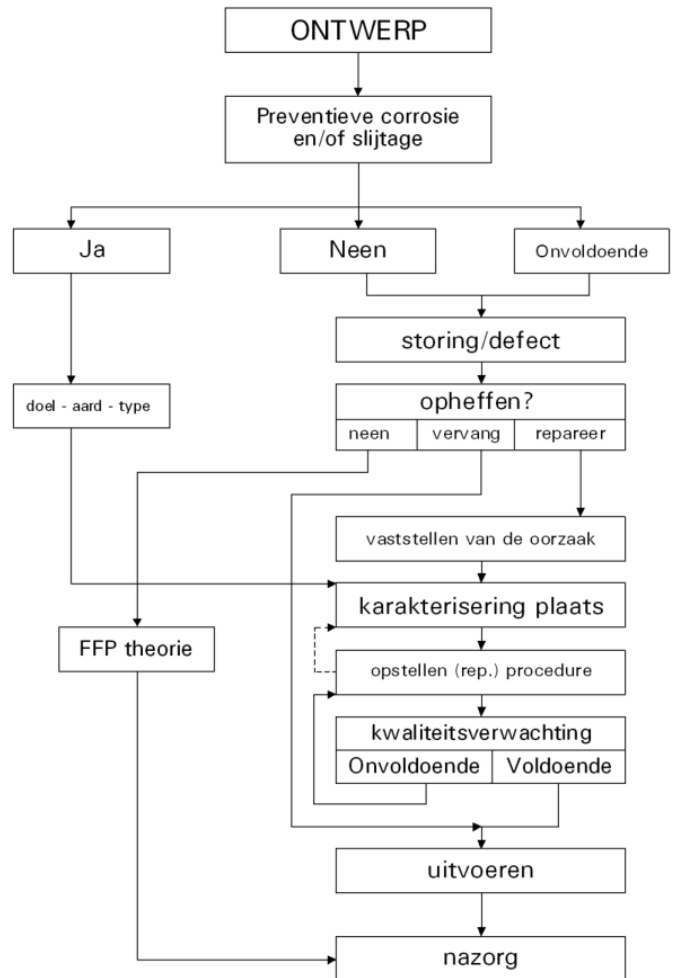 ONTWERP
Preventieve corrosie
en/of slijtage
Ja
Neen
Onvoldoende
storing/defect
doel - aard - type
opheffen?
neen
vervang
repareer
vaststellen van de oorzaak
karakterisering plaats
FFP theorie
opstellen (rep.) procedure
kwaliteitsverwachting
Onvoldoende
Voldoende
uitvoeren
nazorg